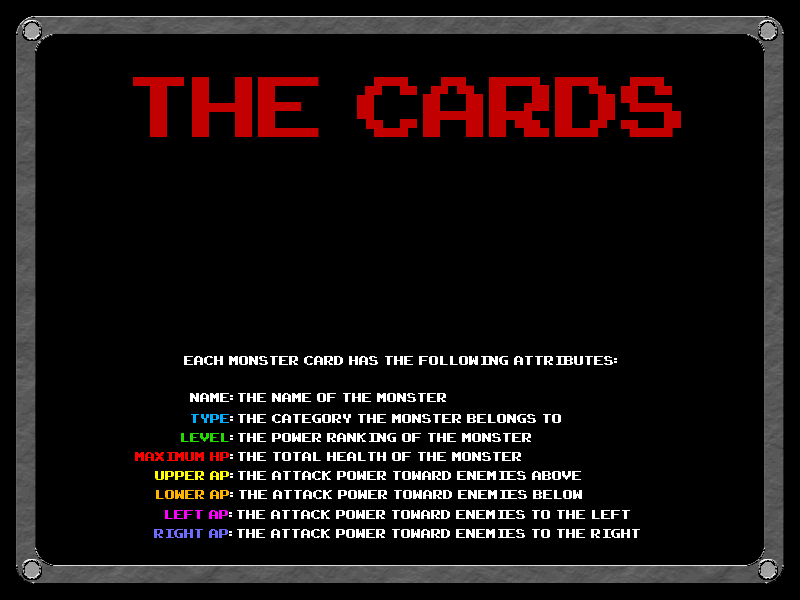 THE CARDS
EACH MONSTER CARD HAS THE FOLLOWING ATTRIBUTES:
NAME: THE NAME OF THE MONSTER
TYPE: THE CATEGORY THE MONSTER BELONGS TO
LEVEL: THE POWER RANKING OF THE MONSTER
MAXIMUM HP: THE TOTAL HEALTH OF THE MONSTER
UPPER AP: THE ATTACK POWER TOWARD ENEMIES ABOVE
LOWER AP: THE ATTACK POWER TOWARD ENEMIES BELOW
LEFT AP: THE ATTACK POWER TOWARD ENEMIES TO THE LEFT
RIGHT AP: THE ATTACK POWER TOWARD ENEMIES TO THE RIGHT